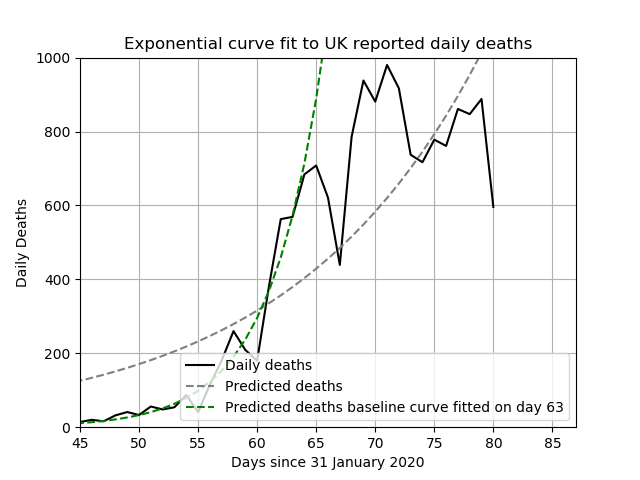 Exponential curve fit to UK reported daily deaths
1000
800
600
400
200
0
Daily Deaths
Daily deaths
Predicted deaths
Predicted deaths baseline curve fitted on day 63
45 50 55 60 65 70 75 80 85
Days since 31 January 2020